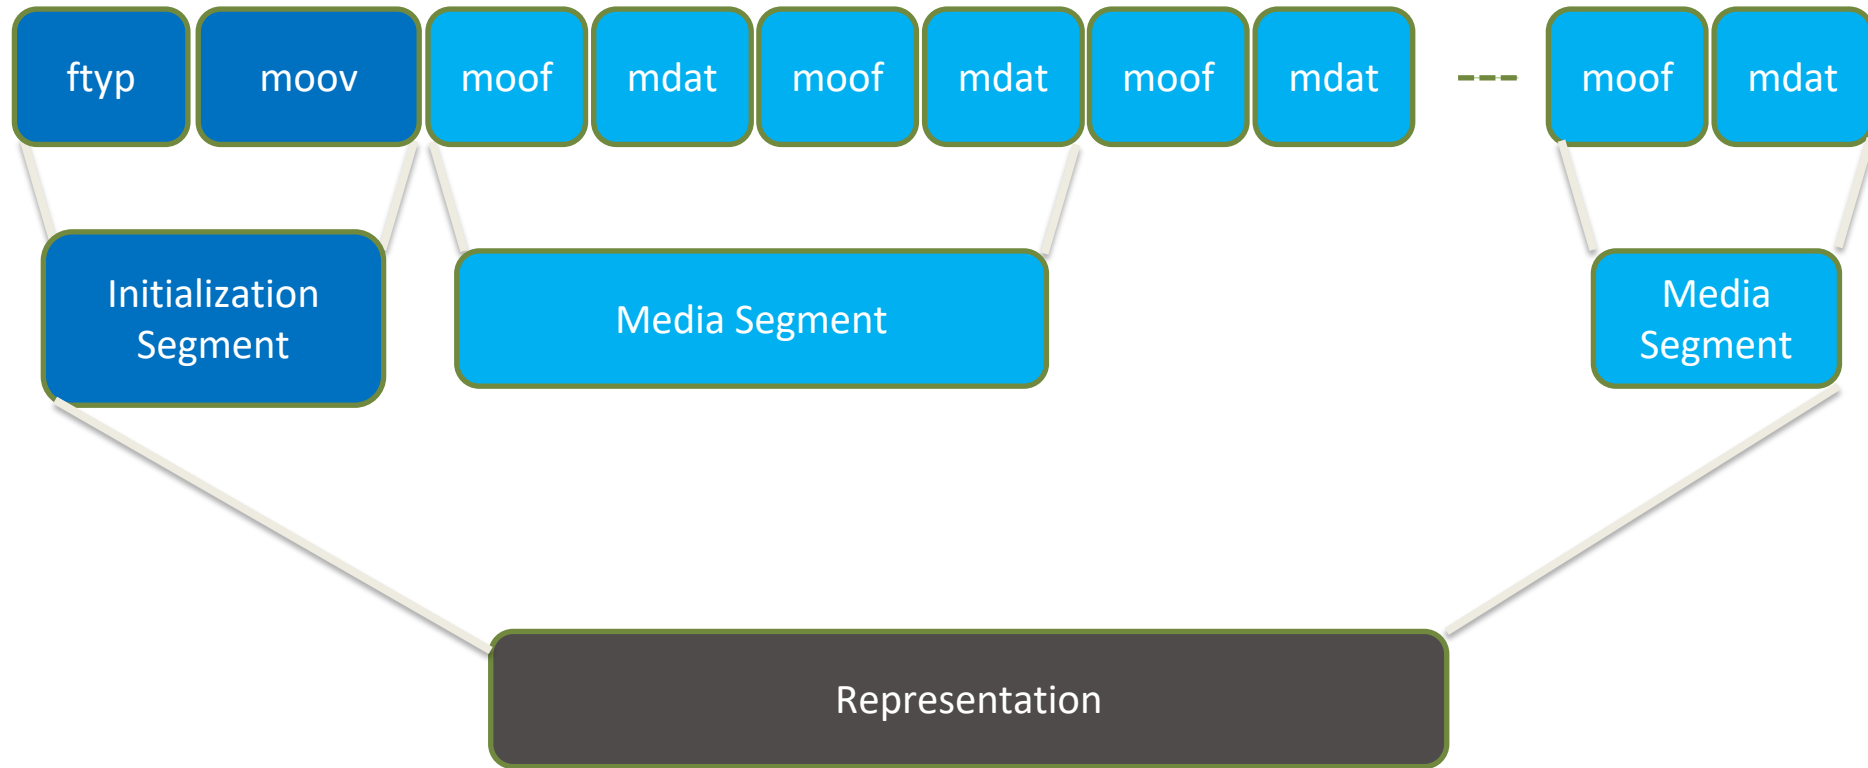 ftyp moov moof mdat moof mdat moof mdat --- moof mdat
Initialization
Segment
Media Segment
Media
Segment
Representation